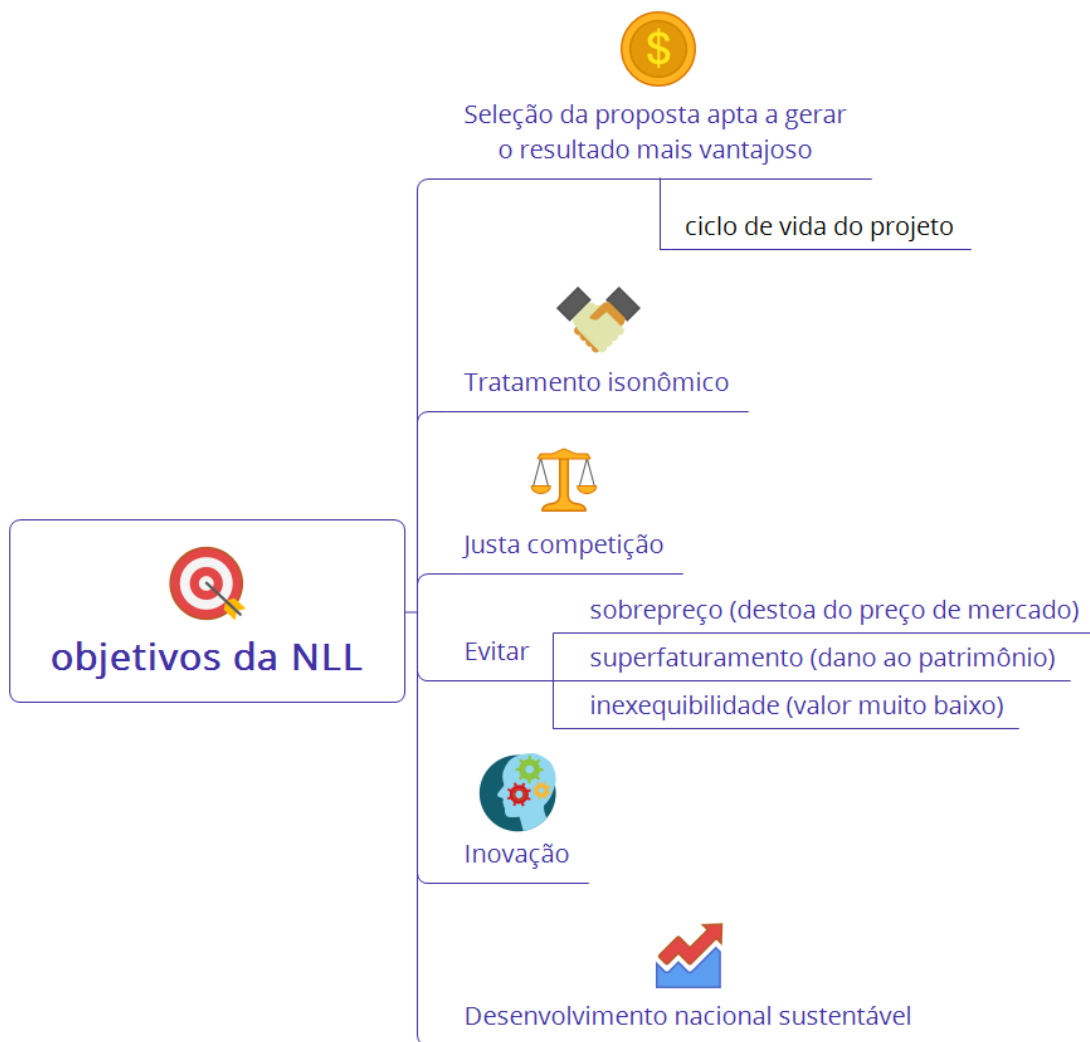 $
Seleção da proposta apta a gerar
o resultado mais vantajoso
ciclo de vida do projeto
Tratamento isonômico
Justa competição
objetivos da NLL
Evitar
sobrepreço (destoa do preço de mercado)
superfaturamento (dano ao patrimônio)
inexequibilidade (valor muito baixo)
Inovação
Desenvolvimento nacional sustentável